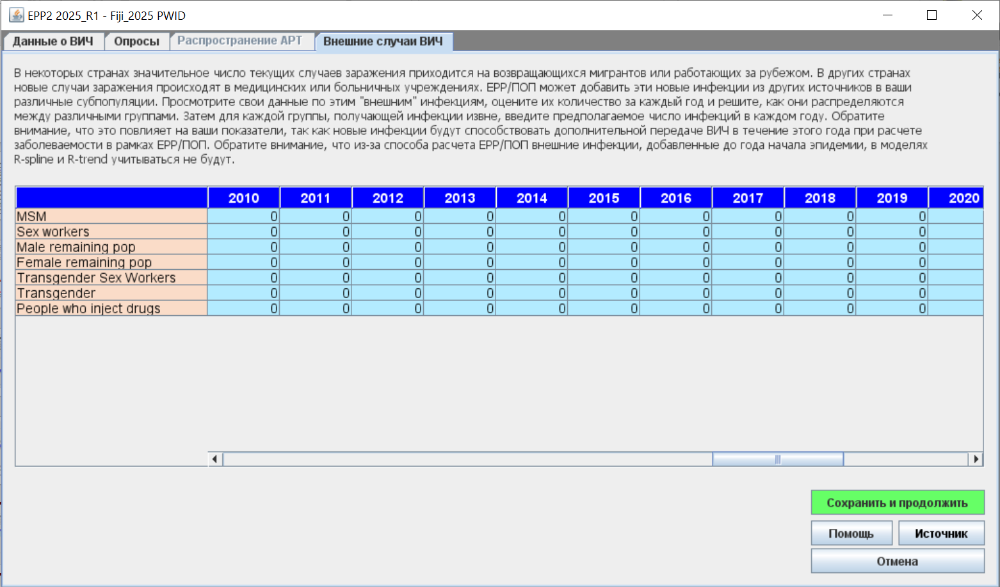 EPP2 2025_R1 - Fiji_2025 PWID
Данные о ВИЧ Опросы Распространение АРТ Внешние случаи ВИЧ
В некоторых странах значительное число текущих случаев заражения приходится на возвращающихся мигрантов или работающих за рубежом. В других странах
новые случаи заражения происходят в медицинских или больничных учреждениях. EPP/ПОП может добавить эти новые инфекции из других источников в ваши
различные субпопуляции. Просмотрите свои данные по этим "внешним" инфекциям, оцените их количество за каждый год и решите, как они распределяются
между различными группами. Затем для каждой группы, получающей инфекции извне, введите предполагаемое число инфекций в каждом году. Обратите
внимание, что это повлияет на ваши показатели, так как новые инфекции будут способствовать дополнительной передаче ВИЧ в течение этого года при расчете
заболеваемости в рамках EPP/ПОП. Обратите внимание, что из-за способа расчета EPP/ПОП внешние инфекции, добавленные до года начала эпидемии, в моделях
R-spline и R-trend учитываться не будут.
2010 2011 2012 2013 2014 2015 2016 2017 2018 2019 2020
MSM 0 0 0 0 0 0 0 0 0 0
Sex workers 0 0 0 0 0 0 0 0 0 0
Male remaining pop 0 0 0 0 0 0 0 0 0 0
Female remaining pop 0 0 0 0 0 0 0 0 0 0
Transgender Sex Workers 0 0 0 0 0 0 0 0 0 0
Transgender 0 0 0 0 0 0 0 0 0 0
People who inject drugs 0 0 0 0 0 0 0 0 0 0
Сохранить и продолжить
Помощь Источник
Отмена